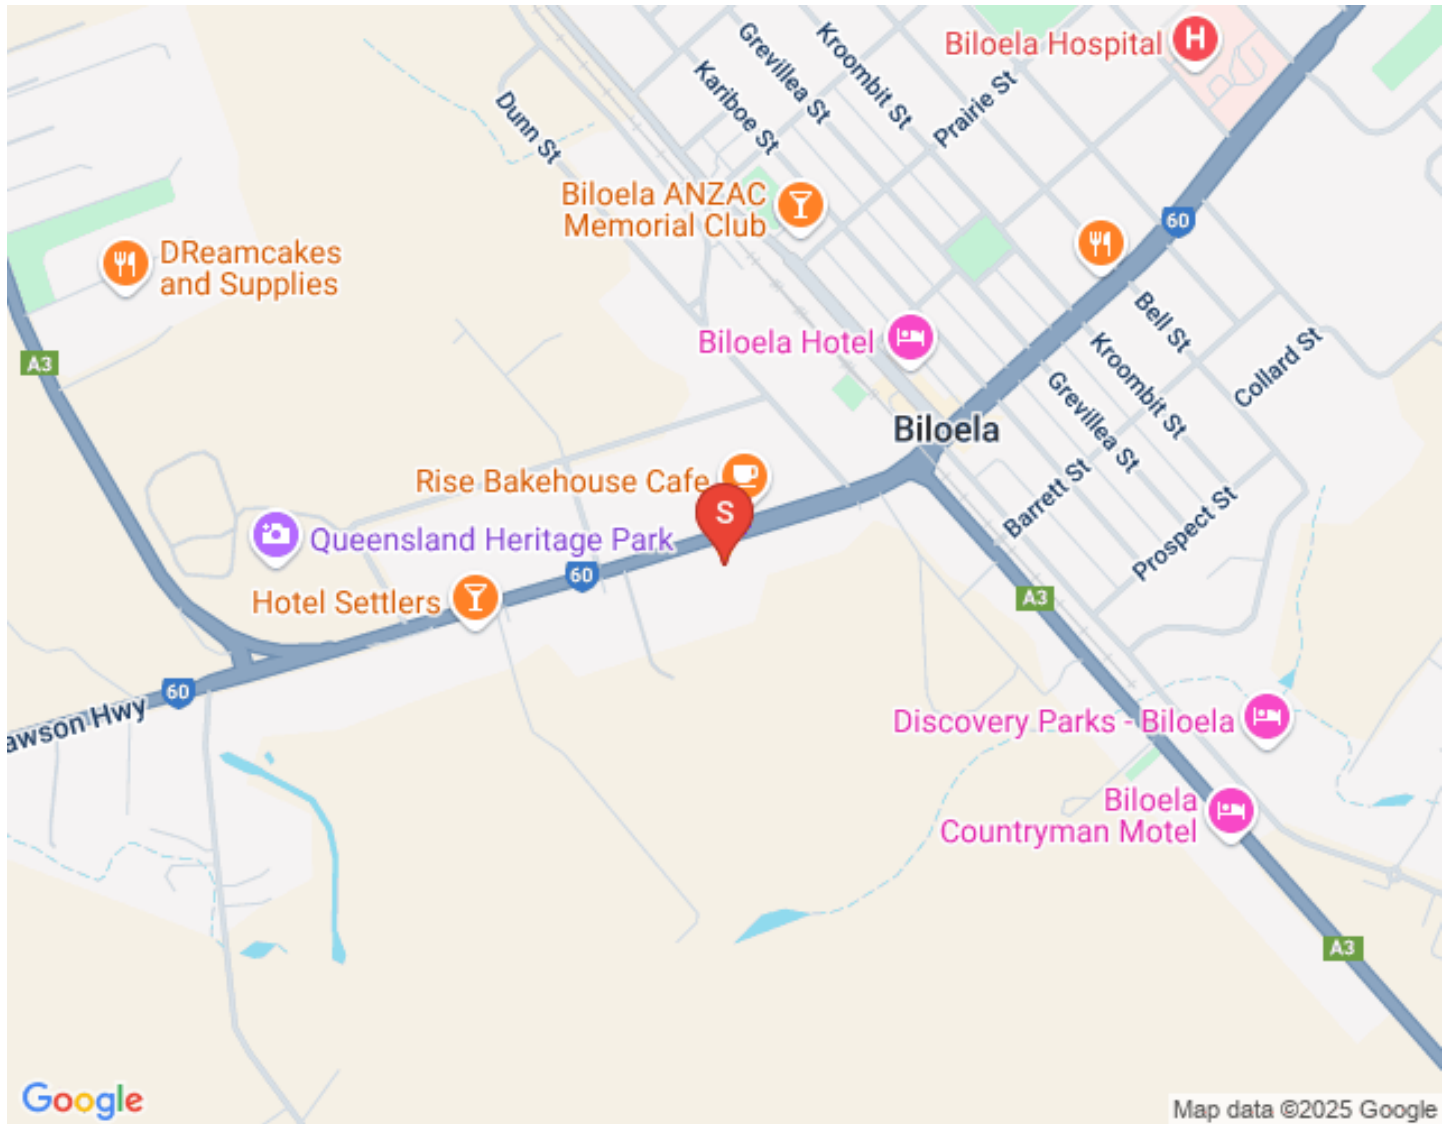 Biloela Hospital
H
Grevillea St
Kroombit St
Kariboe St
Prairie St
Dunn St
Biloela ANZAC
Memorial Club
60
DReamcakes
and Supplies
Bell St
Biloela Hotel
Kroombit St
Collard St
A3
Grevillea St
Biloela
Barrett St
Rise Bakehouse Cafe
S
Prospect St
Queensland Heritage Park
60
Hotel Settlers
A3
60
awson Hwy
Discovery Parks - Biloela
Biloela
Countryman Motel
A3
Google
Map data ©2025 Google